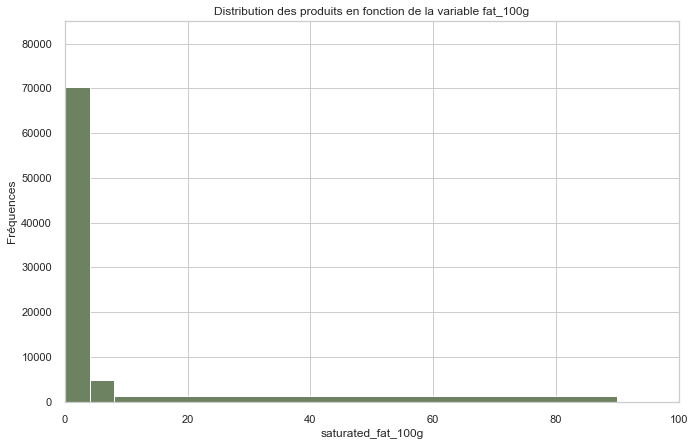 Distribution des produits en fonction de la variable fat_100g
80000
70000
60000
50000
40000
30000
20000
10000
0
Fréquences
0 20 40 60 80 100
saturated_fat_100g